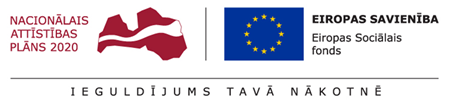 NACIONĀLAIS
ATTĪSTĪBAS
PLĀNS 2020
EIROPAS SAVIENĪBA
Eiropas Sociālais
fonds
IEGULDĪJUMS TAVĀ NĀKOTNĒ